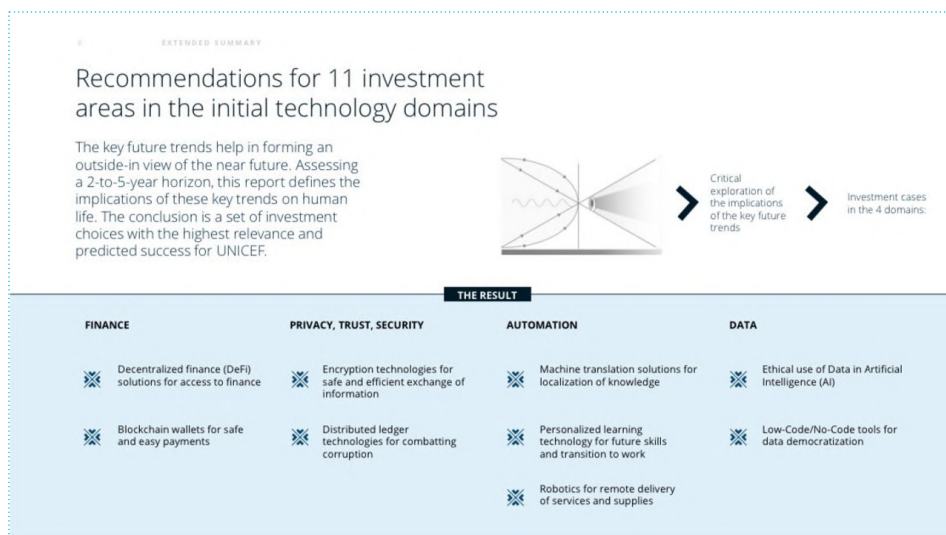 EXTENDED SUMMARY
Recommendations for 11 investment
areas in the initial technology domains
The key future trends help in forming an
outside-in view of the near future. Assessing
a 2-to-5-year horizon, this report defines the
implications of these key trends on human
life. The conclusion is a set of investment
choices with the highest relevance and
predicted success for UNICEF.
Critical
exploration of
the implications
of the key future
trends
Investment cases
in the 4 domains:
THE RESULT
FINANCE
Decentralized finance (DeFi)
solutions for access to finance
Blockchain wallets for safe
and easy payments
PRIVACY, TRUST, SECURITY
Encryption technologies for
safe and efficient exchange of
information
Distributed ledger
technologies for combatting
corruption
AUTOMATION
Machine translation solutions for
localization of knowledge
Personalized learning
technology for future skills
and transition to work
Robotics for remote delivery
of services and supplies
DATA
Ethical use of Data in Artificial
Intelligence (AI)
Low-Code/No-Code tools for
data democratization